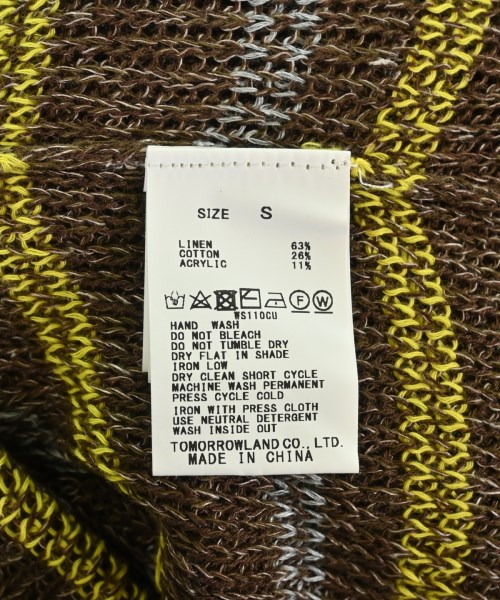 SIZE S
LINEN 63%
COTTON 26%
ACRYLIC 11%
F W
WS110CU
HAND WASH
DO NOT BLEACH
DO NOT TUMBLE DRY
DRY FLAT IN SHADE
IRON LOW
DRY CLEAN SHORT CYCLE
MACHINE WASH PERMANENT
PRESS CYCLE COLD
IRON WITH PRESS CLOTH
USE NEUTRAL DETERGENT
WASH INSIDE OUT
TOMORROWLAND CO., LTD.
MADE IN CHINA